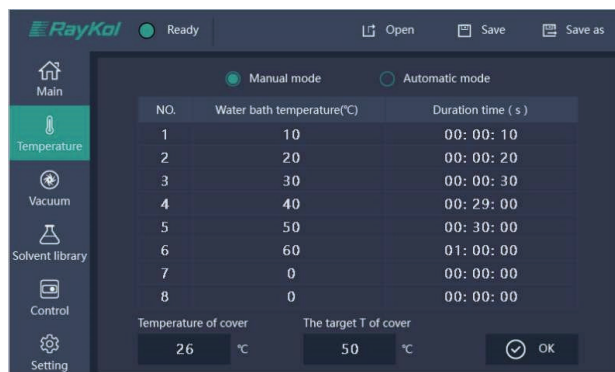 RayKol Ready Open Save Save as
Main
Temperature
Vacuum
Solvent library
Control
Setting
Manual mode Automatic mode
NO. Water bath temperature(℃) Duration time ( s )
1 10 00: 00: 10
2 20 00: 00: 20
3 30 00: 00: 30
4 40 00: 29: 00
5 50 00: 30: 00
6 60 01: 00: 00
7 0 00: 00: 00
8 0 00: 00: 00
Temperature of cover The target T of cover
26 ℃ 50 ℃ OK